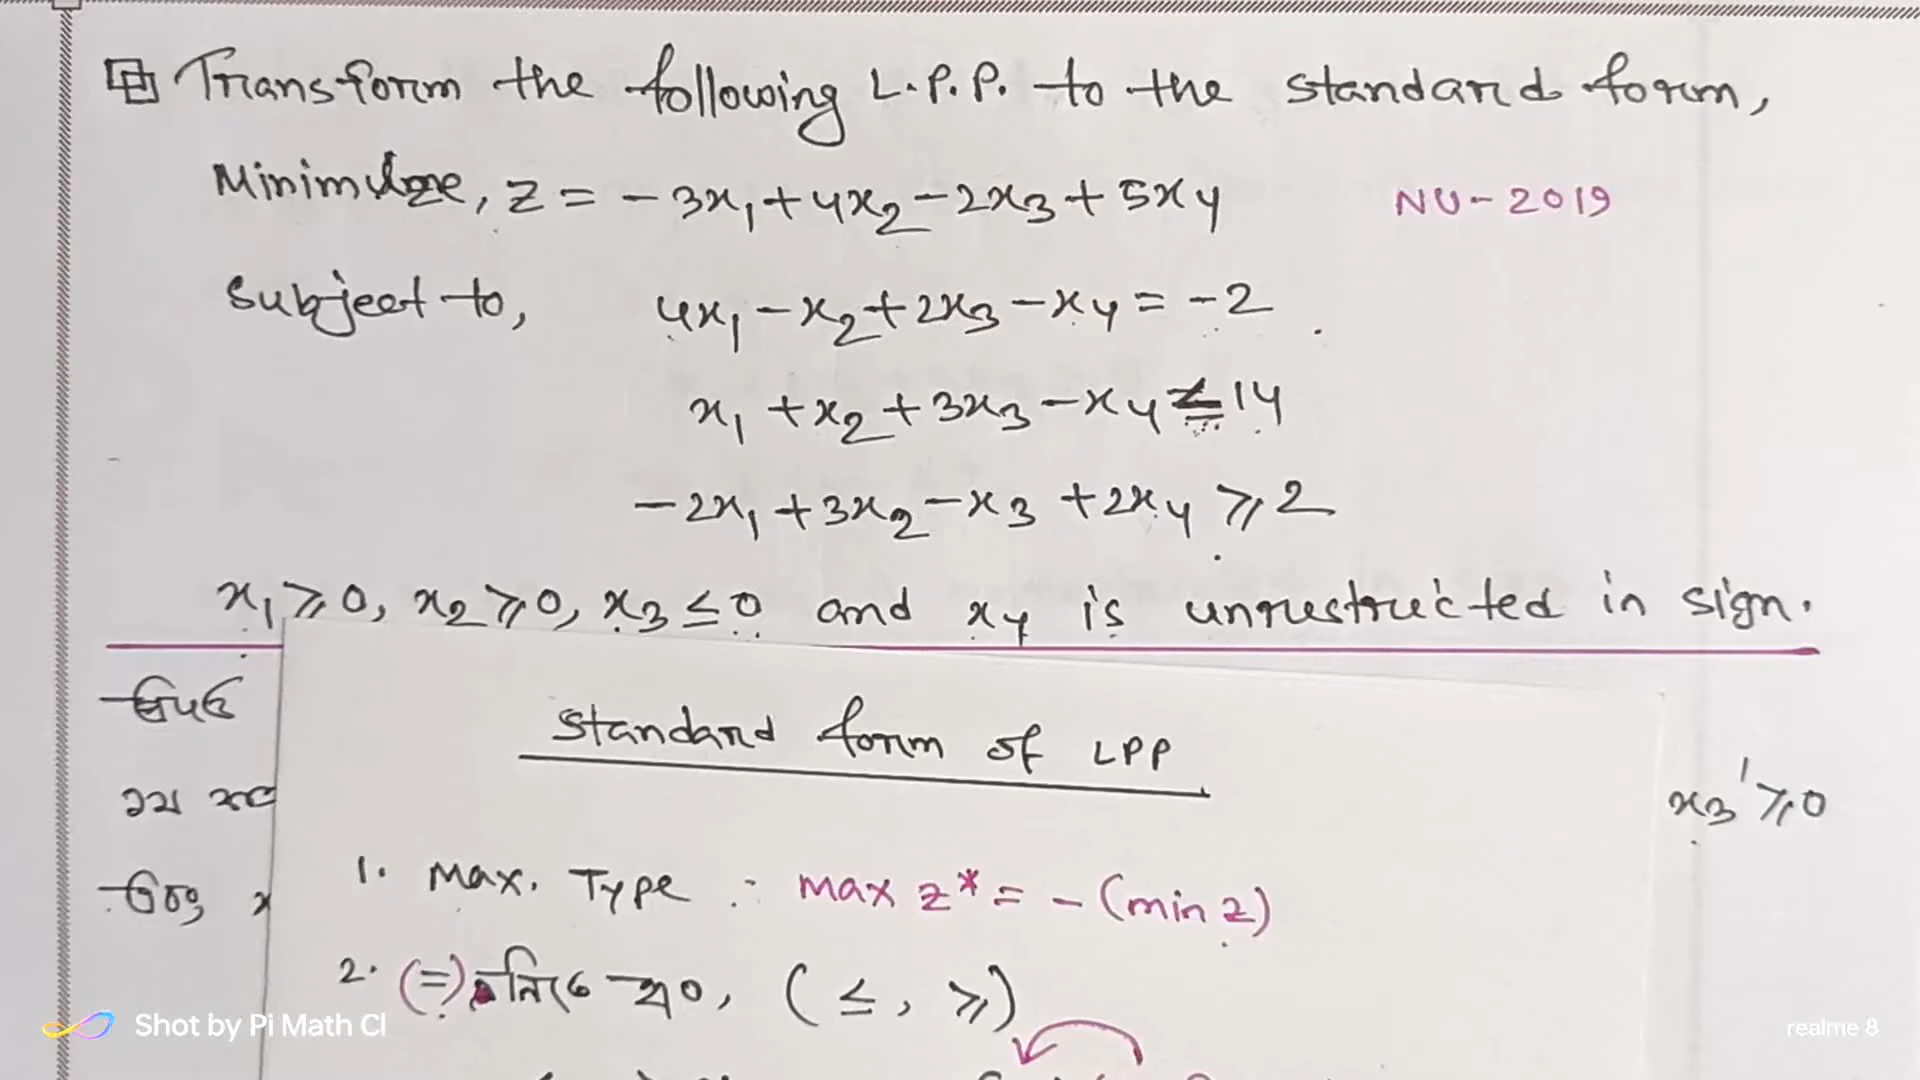 Transform the following L.P.P. to the standard form,
Minimize, z = -3x₁+4x₂-2x₃+5x₄ NU-2019
Subject to, 4x₁-x₂+2x₃-x₄ = -2
x₁+x₂+3x₃-x₄ ≤ 14
-2x₁+3x₂-x₃+2x₄ ≥ 2
x₁≥0, x₂≥0, x₃≤0 and x₄ is unrestricted in sign.
Standard form of LPP
x₃' ≥0
1. Max. Type : max z* = -(min z)
এবং x
2. (=) নিতে হবে, (≤, ≥)
Shot by Pi Math Cl
realme 8